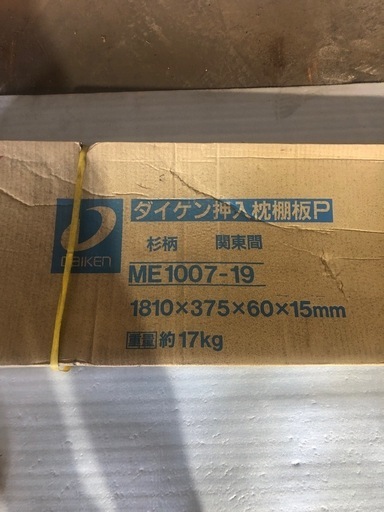 ダイケン押入枕棚板P
杉柄 関東間
DAIKEN
ME1007-19
1810×375×60×15mm
重量 約17kg